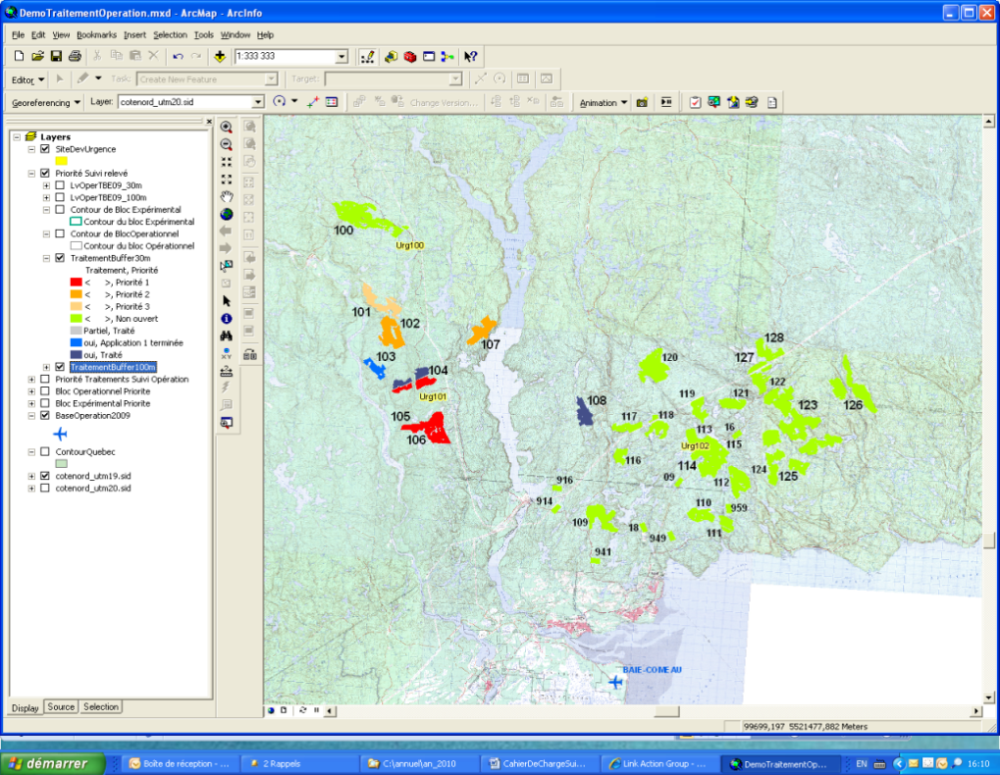 DemoTraitementOperation.mxd - ArcMap - ArcInfo
File Edit View Bookmarks Insert Selection Tools Window Help
1:333 333
Editor Task: Create New Feature Target:
Georeferencing Layer: cotenord_utm20.sid Change Version... Animation
Layers
SiteDevUrgence
Priorité Suivi relevé
LvOperTBE09_30m
LvOperTBE09_100m
Contour de Bloc Expérimental
Contour du bloc Expérimental
Contour de BlocOperationnel
Contour du bloc Opérationnel
TraitementBuffer30m
Traitement, Priorité
< >, Priorité 1
< >, Priorité 2
< >, Priorité 3
< >, Non ouvert
Partiel, Traité
oui, Application 1 terminée
oui, Traité
TraitementBuffer100m
Priorité Traitements Suivi Opération
Bloc Operationnel Priorite
Bloc Expérimental Priorite
BaseOperation2009
ContourQuebec
cotenord_utm19.sid
cotenord_utm20.sid
Display Source Selection
100
Urg100
101
102
107
103
104
Urg101
105
106
108
128
127
120
122
119
121
123
126
117
118
113
16
Urg102
115
116
114
124
125
09
112
916
914
110
959
109
18
949
111
941
BAIE-COMEAU
99699,197 5521477,882 Meters
démarrer
Boîte de réception - ...
2 Rappels
C:\annuel\an_2010
CahierDeChargeSui...
Link Action Group - ...
DemoTraitementOp...
EN
16:10